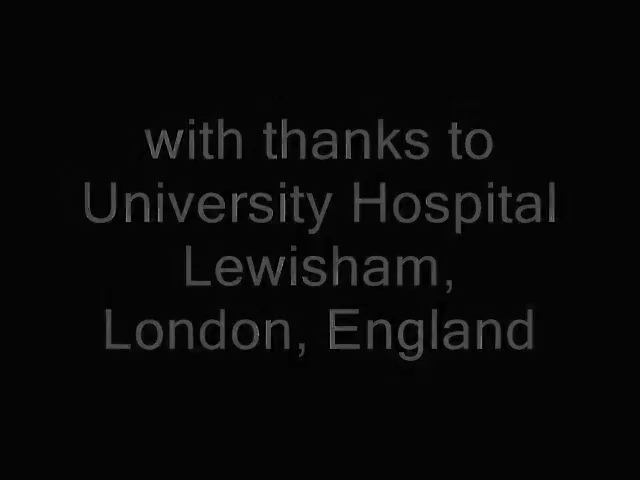 with thanks to
University Hospital
Lewisham,
London, England